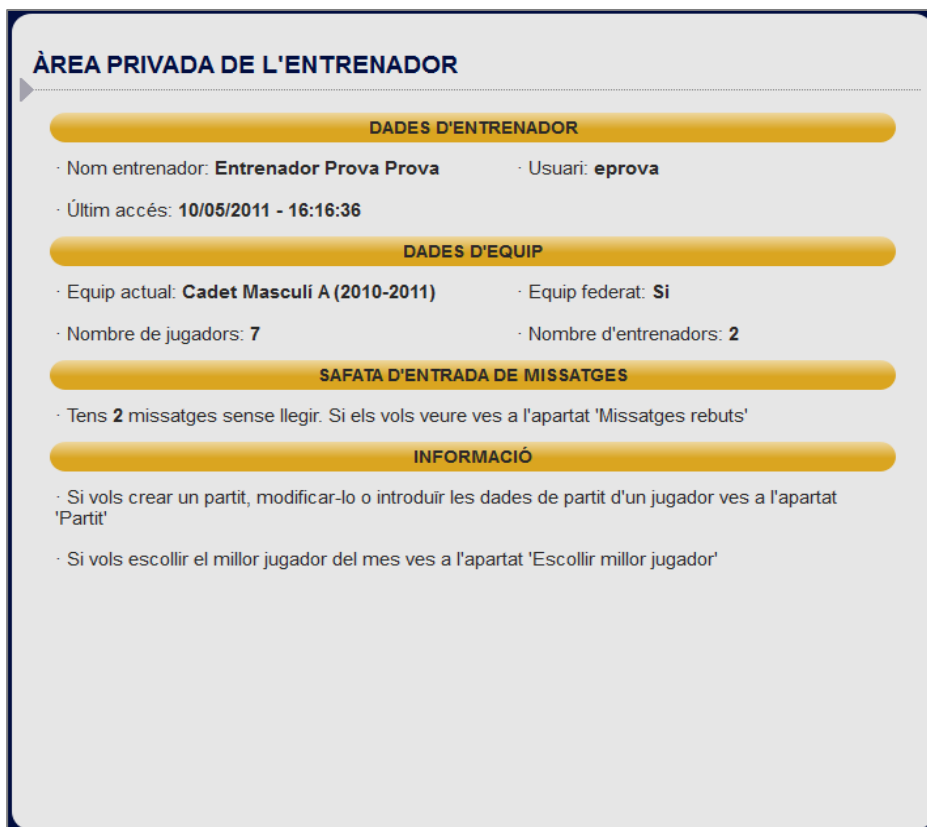 ÀREA PRIVADA DE L'ENTRENADOR
DADES D'ENTRENADOR
· Nom entrenador: Entrenador Prova Prova · Usuari: eprova
· Últim accés: 10/05/2011 - 16:16:36
DADES D'EQUIP
· Equip actual: Cadet Masculí A (2010-2011) · Equip federat: Si
· Nombre de jugadors: 7 · Nombre d'entrenadors: 2
SAFATA D'ENTRADA DE MISSATGES
· Tens 2 missatges sense llegir. Si els vols veure ves a l'apartat 'Missatges rebuts'
INFORMACIÓ
· Si vols crear un partit, modificar-lo o introduïr les dades de partit d'un jugador ves a l'apartat
'Partit'
· Si vols escollir el millor jugador del mes ves a l'apartat 'Escollir millor jugador'